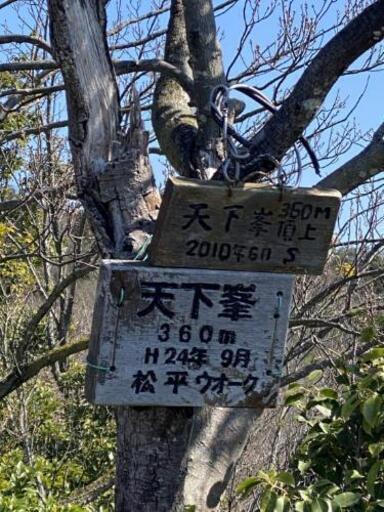 天下峯 360M
頂上
2010年6月 S
天下峯
360m
H24年9月
松平ウオーク